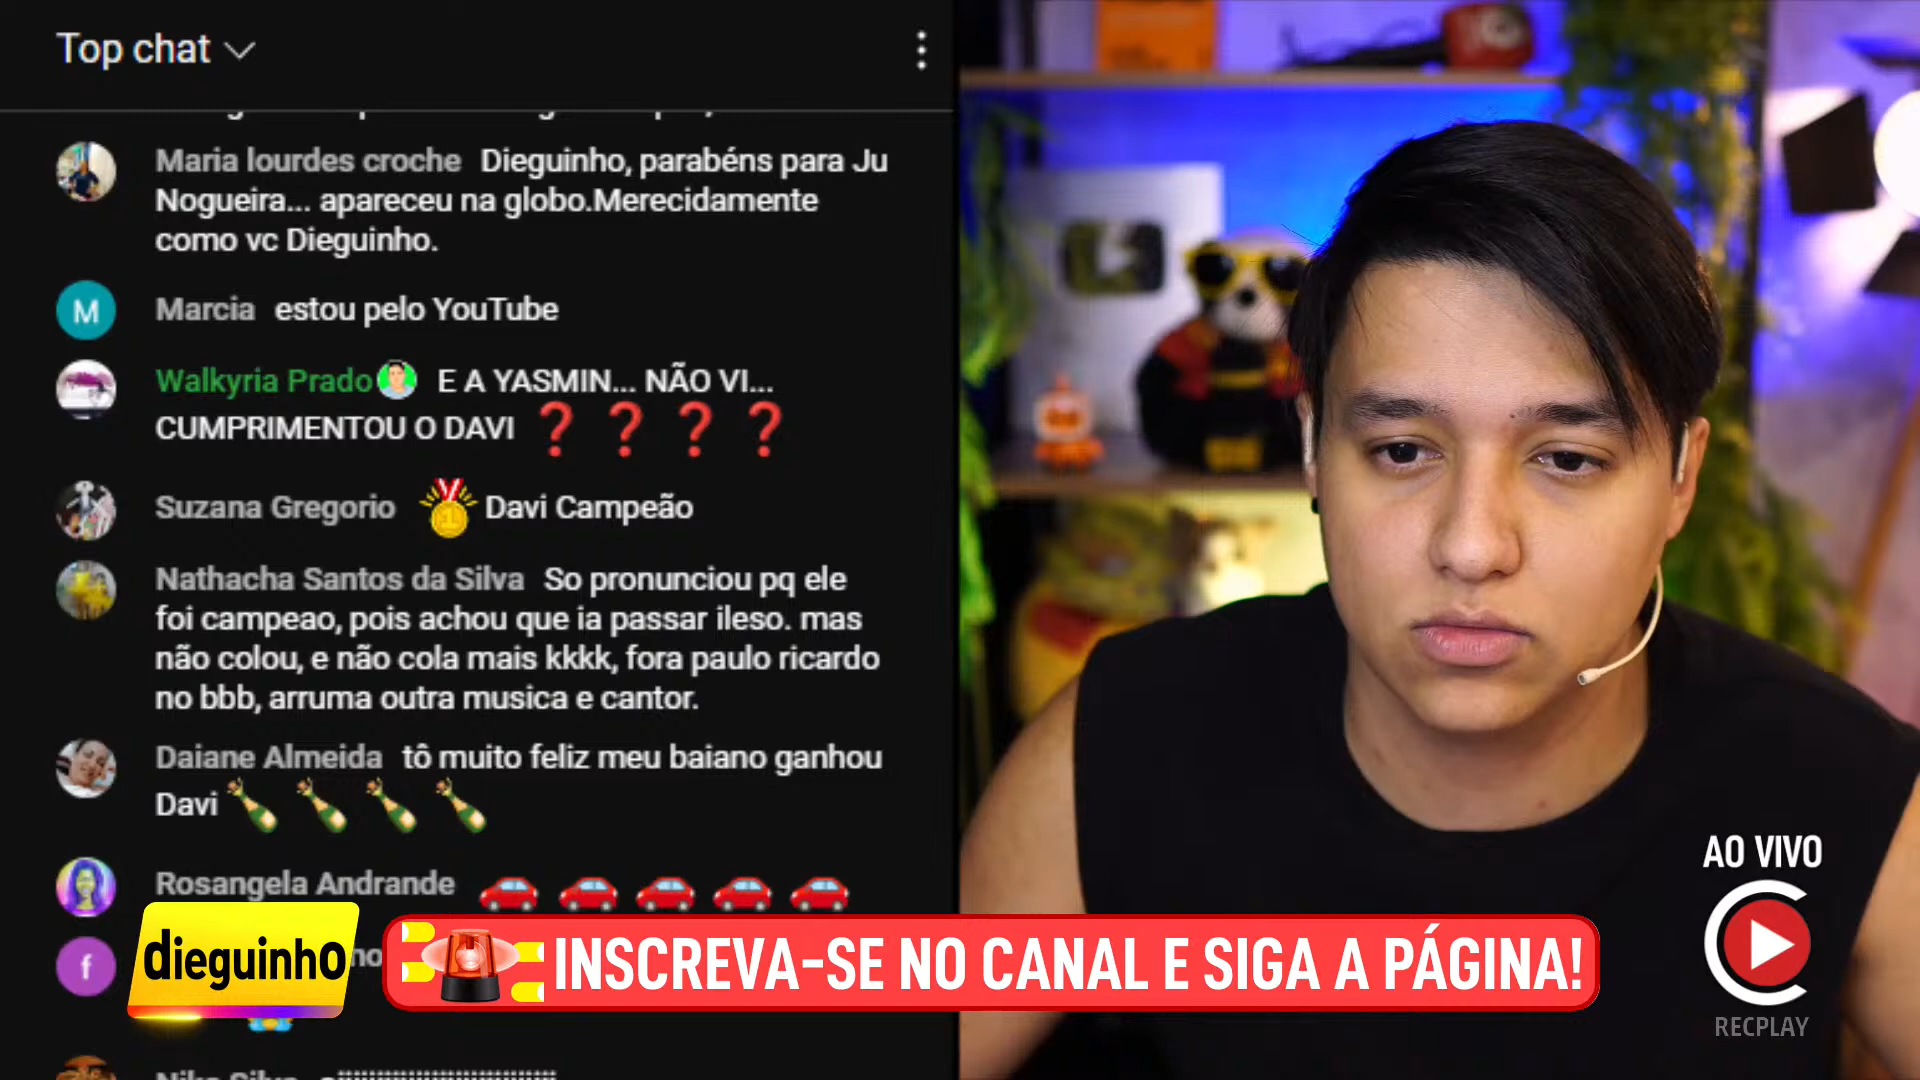 Top chat
Maria lourdes croche Dieguinho, parabéns para Ju
Nogueira... apareceu na globo.Merecidamente
como vc Dieguinho.
M Marcia estou pelo YouTube
Walkyria Prado E A YASMIN... NÃO VI...
CUMPRIMENTOU O DAVI ❓ ❓ ❓ ❓
Suzana Gregorio 🏅 Davi Campeão
Nathacha Santos da Silva So pronunciou pq ele
foi campeao, pois achou que ia passar ileso. mas
não colou, e não cola mais kkkk, fora paulo ricardo
no bbb, arruma outra musica e cantor.
Daiane Almeida tô muito feliz meu baiano ganhou
Davi 🍾 🍾 🍾 🍾
Rosangela Andrande 🚗 🚗 🚗 🚗 🚗
f
dieguinho
INSCREVA-SE NO CANAL E SIGA A PÁGINA!
AO VIVO
RECPLAY